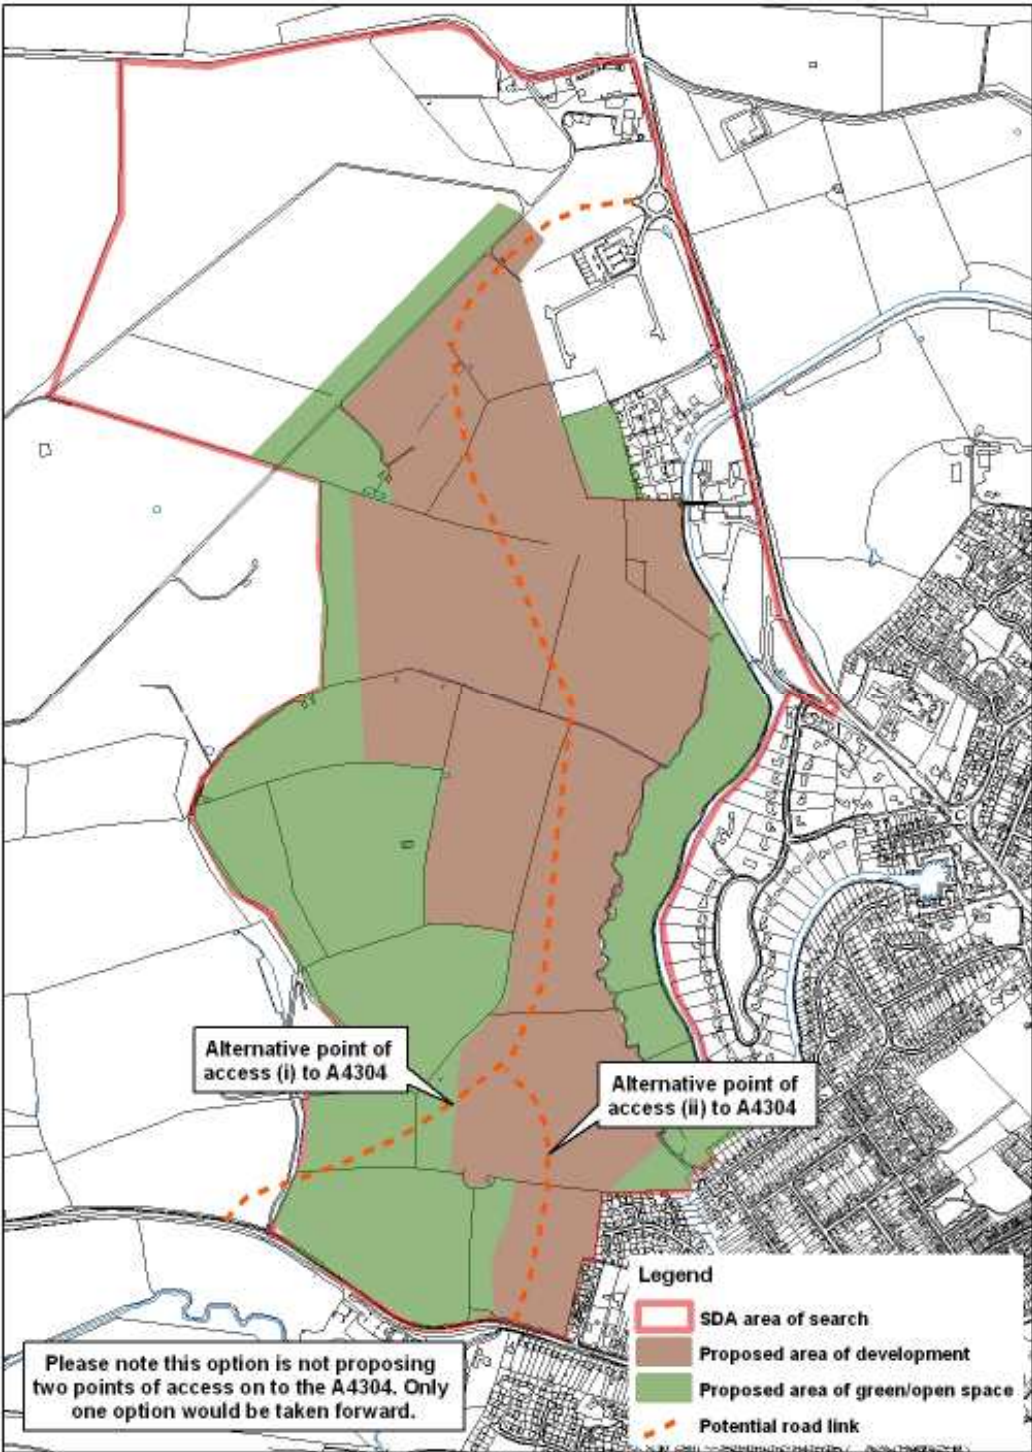 Alternative point of
access (i) to A4304
Alternative point of
access (ii) to A4304
Legend
SDA area of search
Proposed area of development
Proposed area of green/open space
Potential road link
Please note this option is not proposing
two points of access on to the A4304. Only
one option would be taken forward.